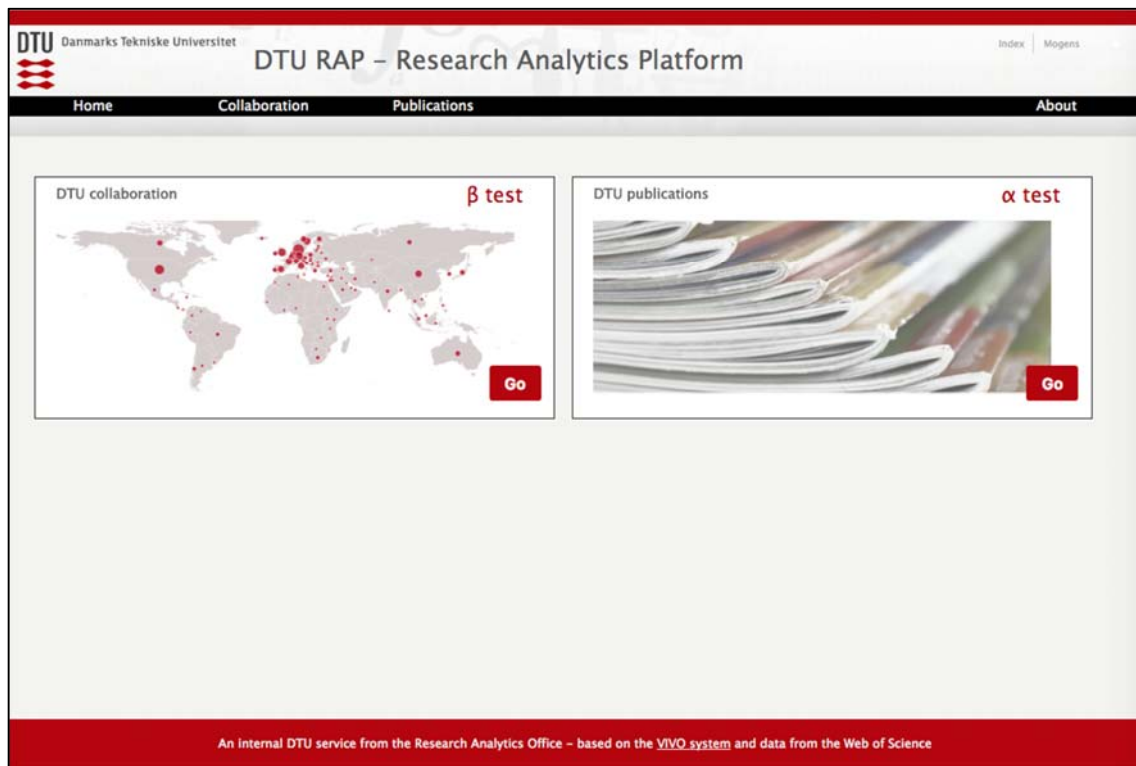 DTU Danmarks Tekniske Universitet
DTU RAP – Research Analytics Platform
Index Mogens
Home Collaboration Publications About
DTU collaboration β test
Go
DTU publications α test
Go
An internal DTU service from the Research Analytics Office – based on the VIVO system and data from the Web of Science